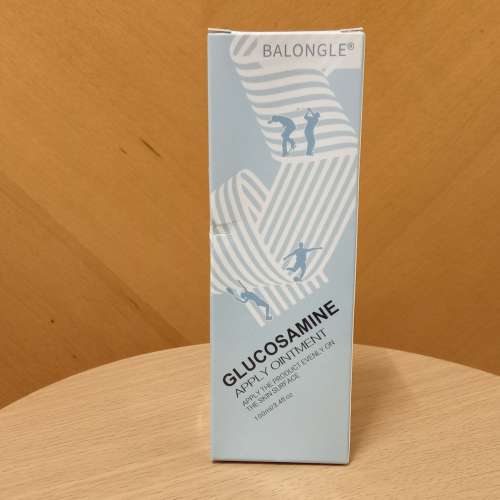 BALONGLE®
GLUCOSAMINE
APPLY OINTMENT
APPLY THE PRODUCT EVENLY ON
THE SKIN SURFACE
100ml/3.4fl oz